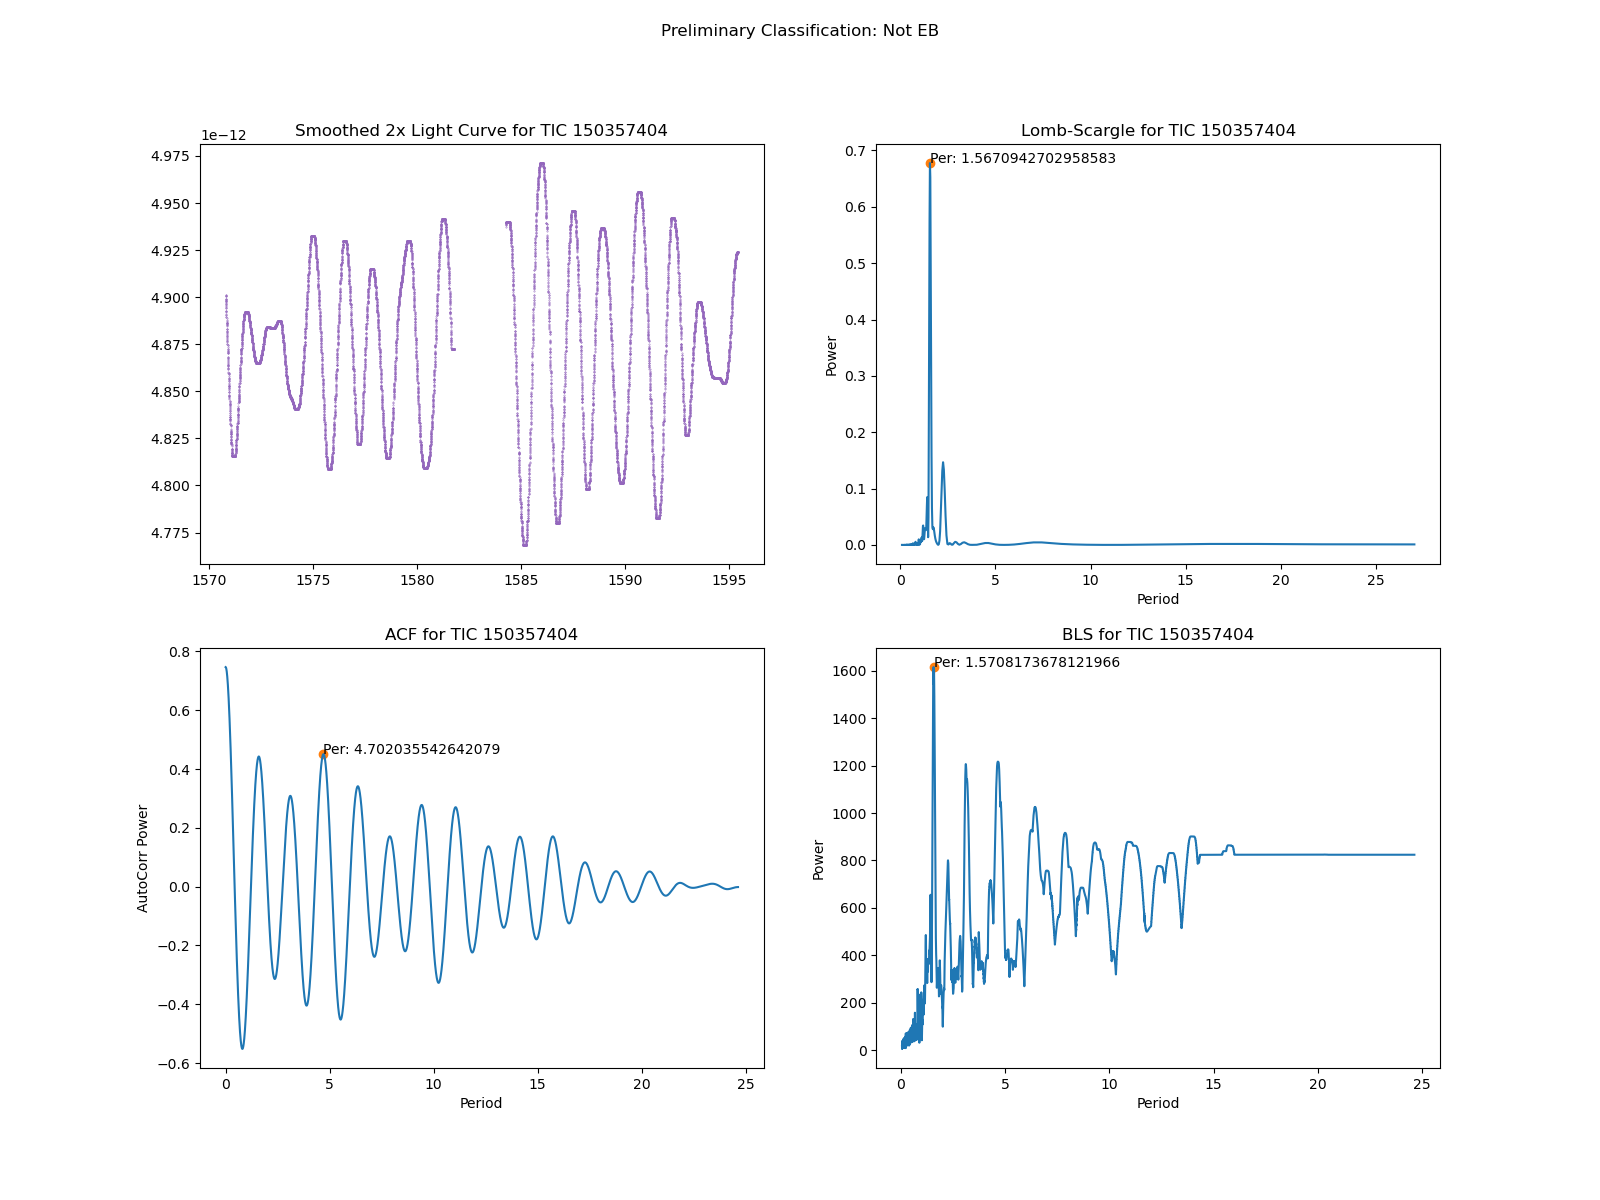 Preliminary Classification: Not EB
Smoothed 2x Light Curve for TIC 150357404
1e−12
4.975
4.950
4.925
4.900
4.875
4.850
4.825
4.800
4.775
1570 1575 1580 1585 1590 1595
Lomb-Scargle for TIC 150357404
Per: 1.5670942702958583
Power
0.7
0.6
0.5
0.4
0.3
0.2
0.1
0.0
0 5 10 15 20 25
Period
ACF for TIC 150357404
Per: 4.702035542642079
AutoCorr Power
0.8
0.6
0.4
0.2
0.0
−0.2
−0.4
−0.6
0 5 10 15 20 25
Period
BLS for TIC 150357404
Per: 1.5708173678121966
Power
1600
1400
1200
1000
800
600
400
200
0
0 5 10 15 20 25
Period